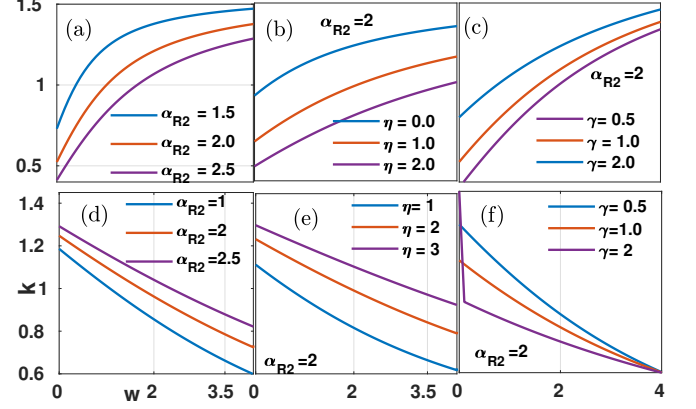 1.5
1
0.5
(a)
α_R2 = 1.5
α_R2 = 2.0
α_R2 = 2.5
(b)
α_R2 = 2
η = 0.0
η = 1.0
η = 2.0
(c)
α_R2 = 2
γ= 0.5
γ= 1.0
γ= 2.0
k
1.4
1.2
1
0.8
0.6
(d)
α_R2 =1
α_R2 =2
α_R2 =2.5
0
w
2
3.5
(e)
η= 1
η = 2
η = 3
α_R2 =2
0
2
3.5
(f)
γ= 0.5
γ=1.0
γ= 2
α_R2 =2
0
2
4